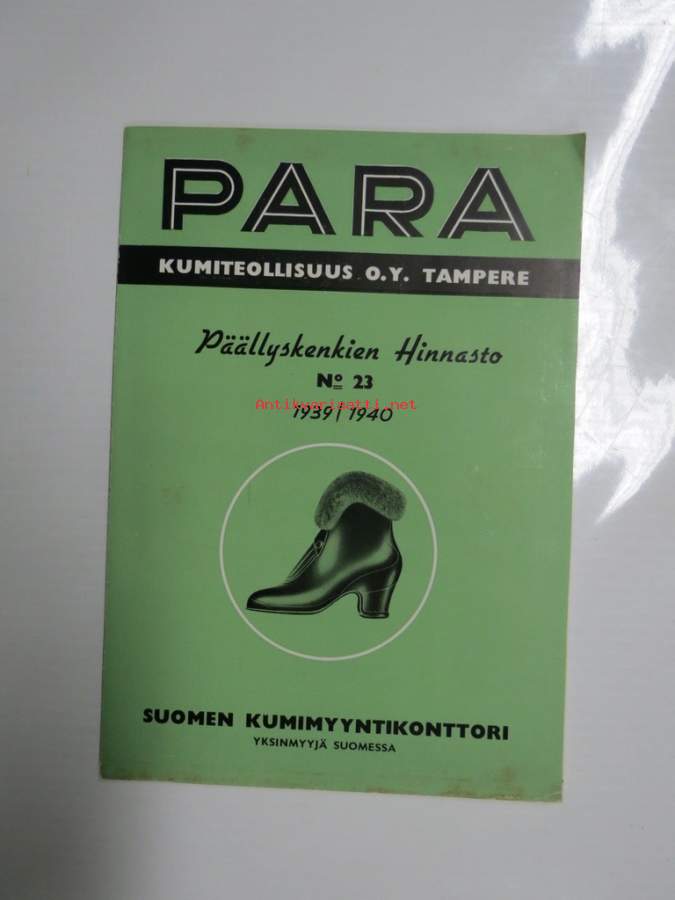 PARA
KUMITEOLLISUUS O.Y. TAMPERE
Päällyskenkien Hinnasto
Nº 23
Antikvariaatti.net
1939/1940
SUOMEN KUMIMYYNTIKONTTORI
YKSINMYYJÄ SUOMESSA